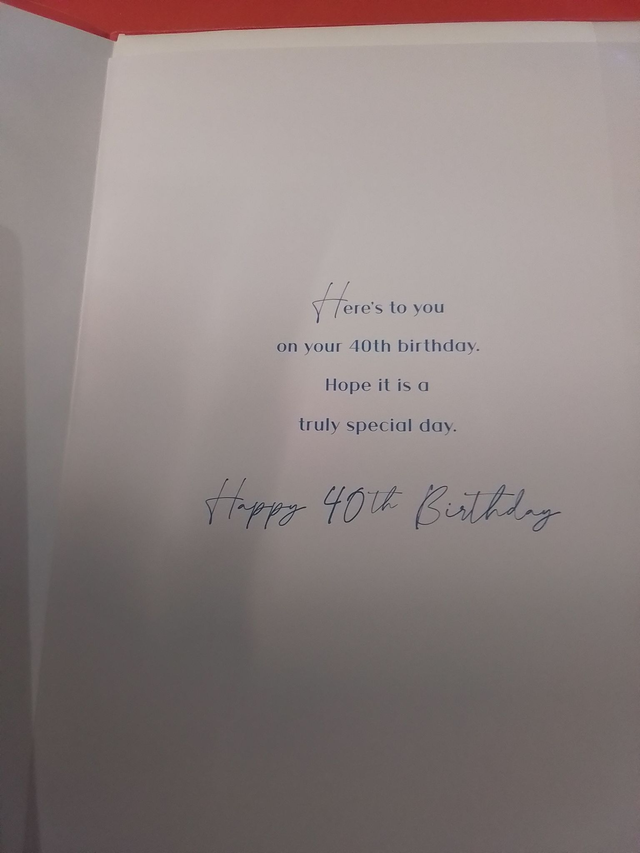 Here's to you
on your 40th birthday.
Hope it is a
truly special day.
Happy 40th Birthday